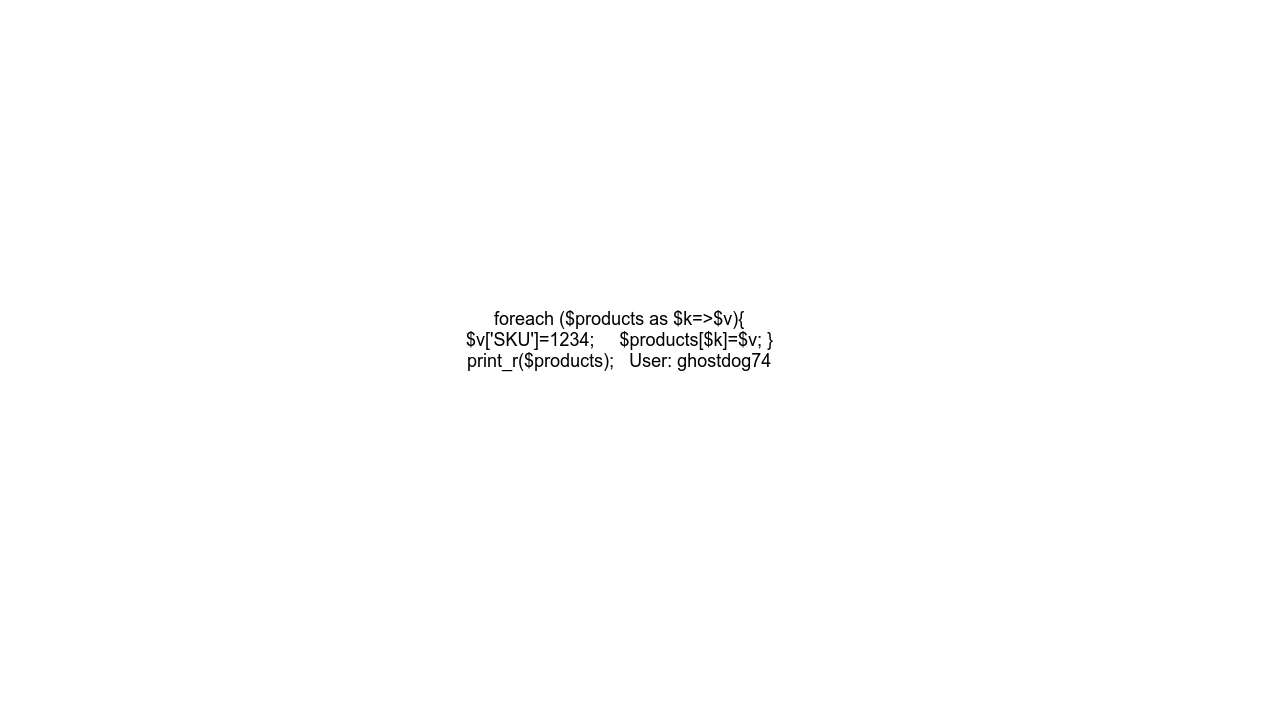 foreach ($products as $k=>$v){
$v['SKU']=1234;     $products[$k]=$v; }
print_r($products);   User: ghostdog74